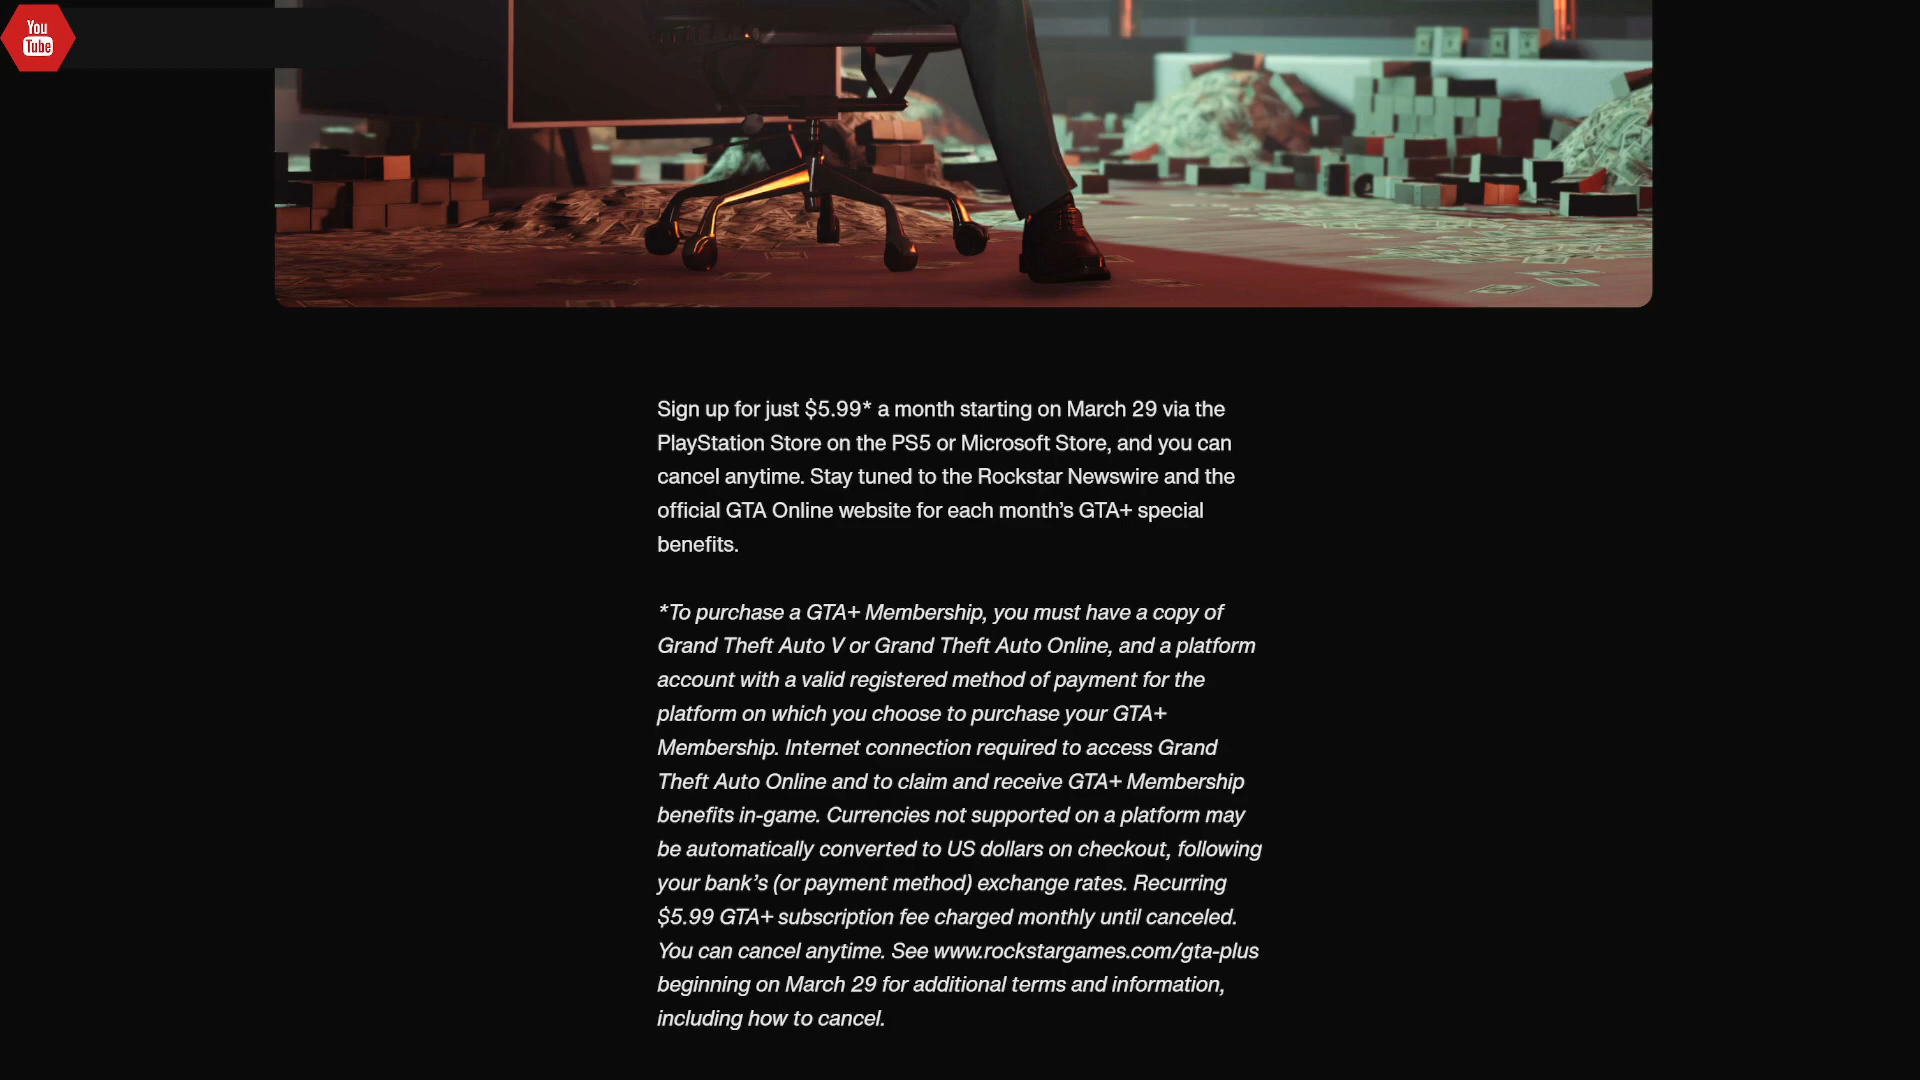 You
Tube
Sign up for just $5.99* a month starting on March 29 via the
PlayStation Store on the PS5 or Microsoft Store, and you can
cancel anytime. Stay tuned to the Rockstar Newswire and the
official GTA Online website for each month’s GTA+ special
benefits.
*To purchase a GTA+ Membership, you must have a copy of
Grand Theft Auto V or Grand Theft Auto Online, and a platform
account with a valid registered method of payment for the
platform on which you choose to purchase your GTA+
Membership. Internet connection required to access Grand
Theft Auto Online and to claim and receive GTA+ Membership
benefits in-game. Currencies not supported on a platform may
be automatically converted to US dollars on checkout, following
your bank’s (or payment method) exchange rates. Recurring
$5.99 GTA+ subscription fee charged monthly until canceled.
You can cancel anytime. See www.rockstargames.com/gta-plus
beginning on March 29 for additional terms and information,
including how to cancel.